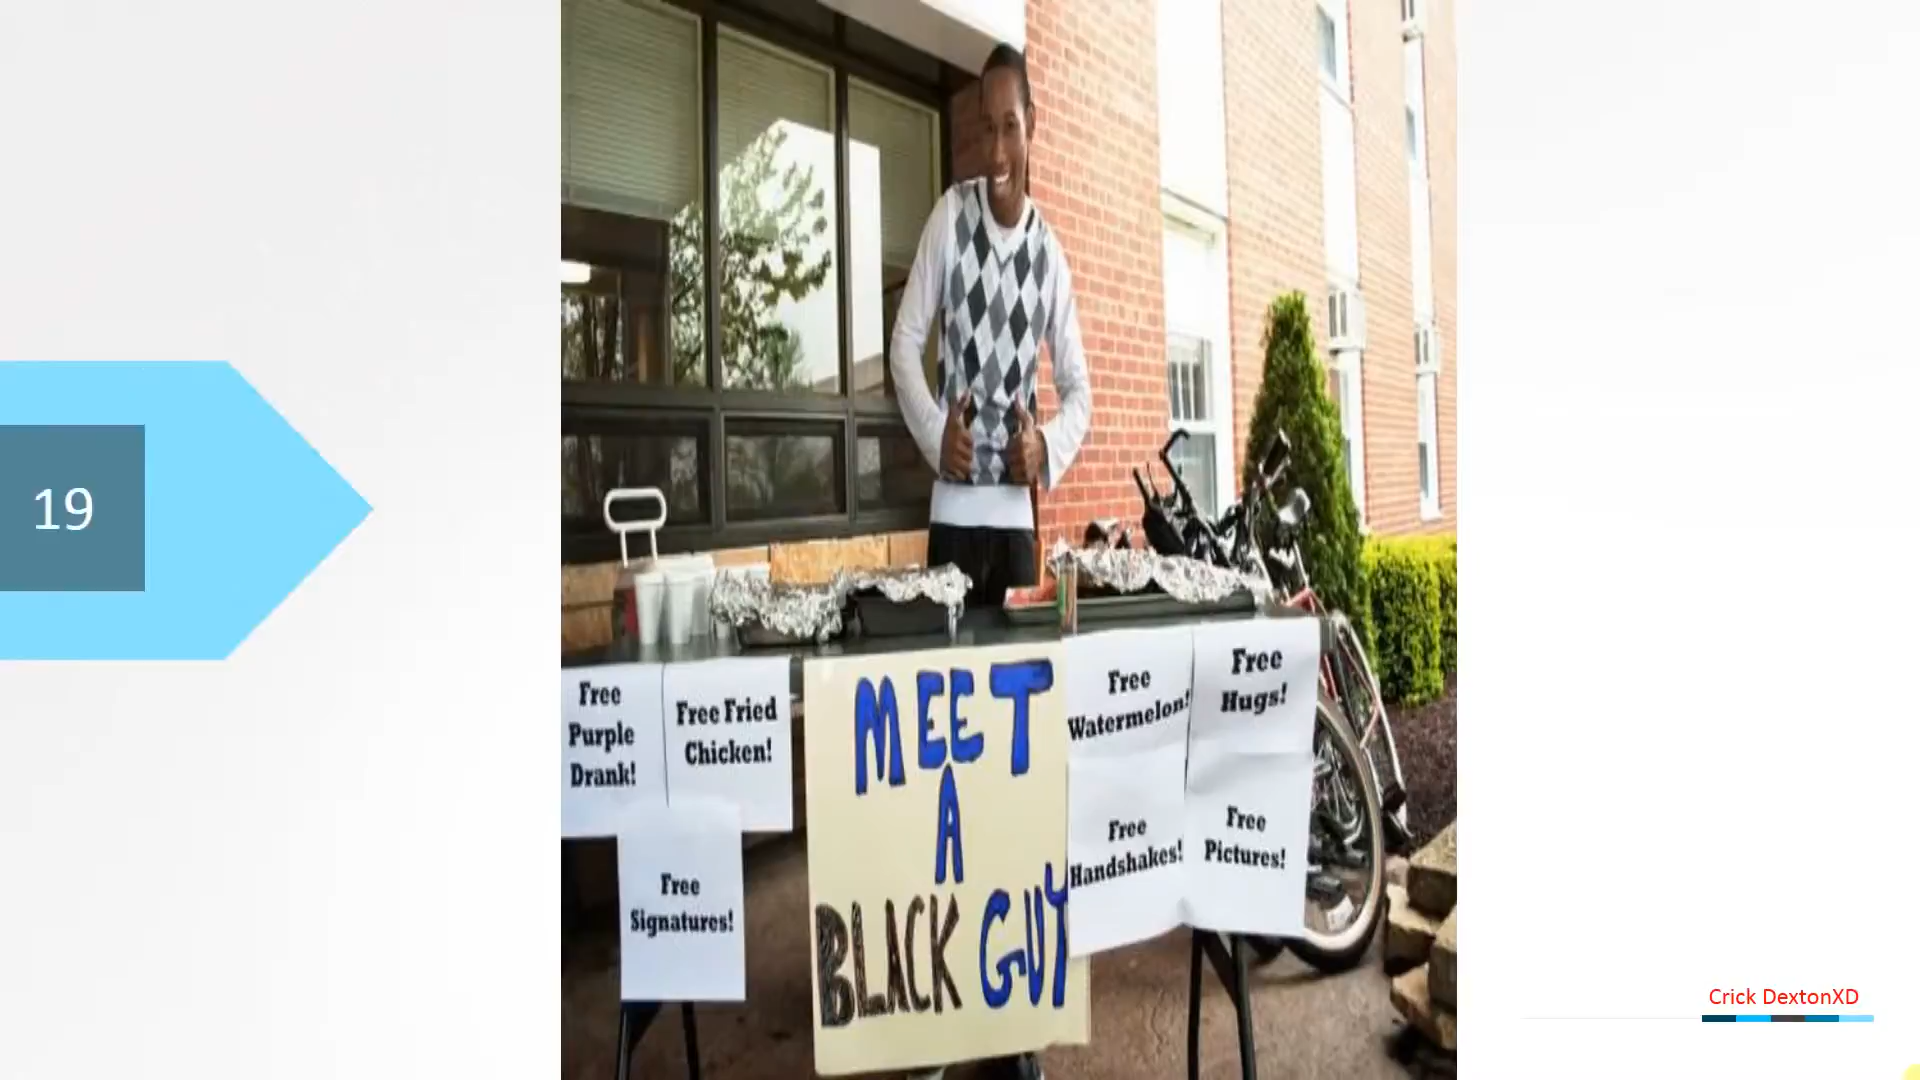 19
Free
Purple
Drank!
Free Fried
Chicken!
Free
Signatures!
MEET
A
BLACK GUY
Free
Watermelon!
Free
Hugs!
Free
Handshakes!
Free
Pictures!
Crick DextonXD